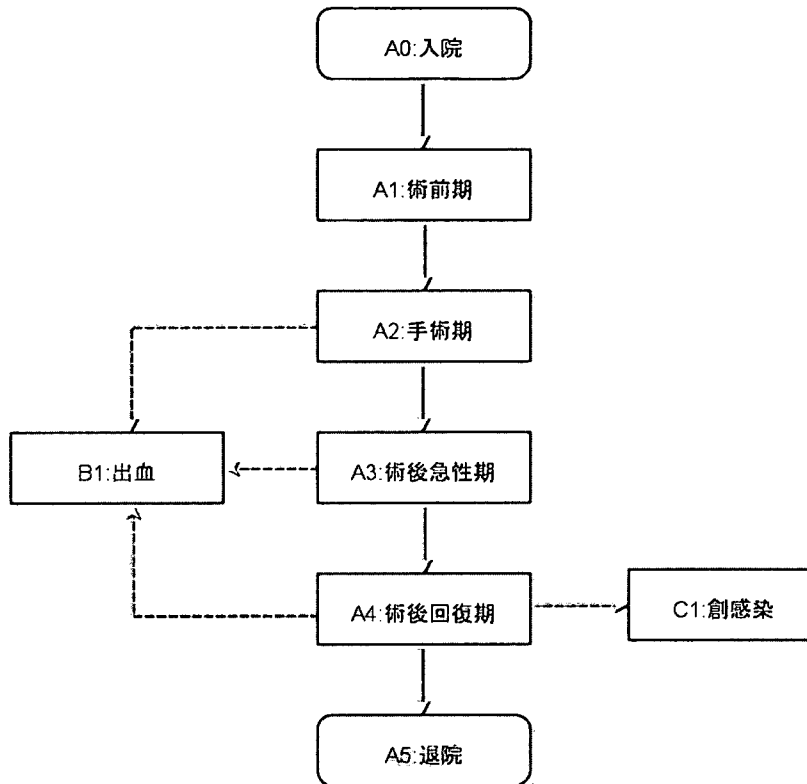 A0:入院
A1:術前期
A2:手術期
B1:出血
A3:術後急性期
A4:術後回復期
C1:創感染
A5:退院